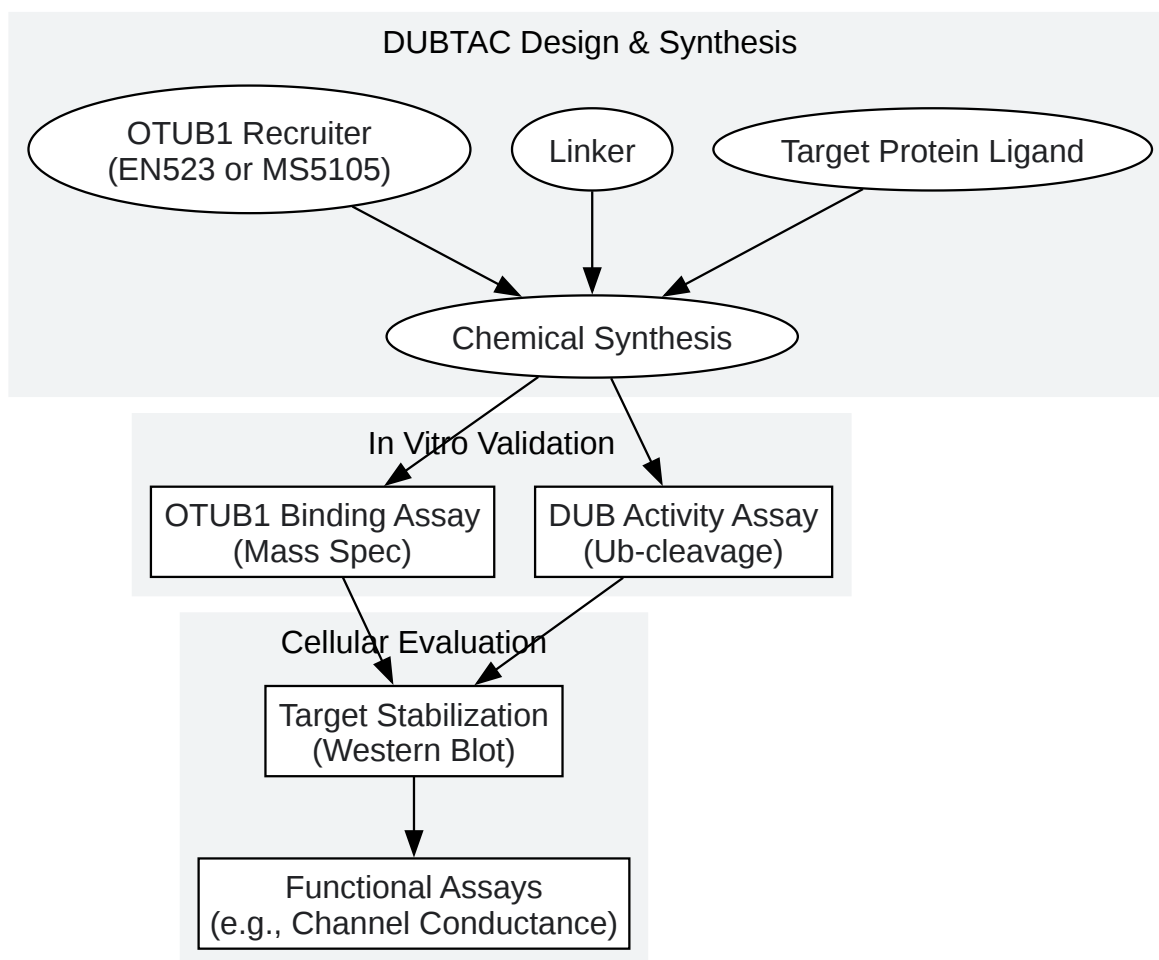 DUBTAC Design & Synthesis
OTUB1 Recruiter
(EN523 or MS5105)
Linker
Target Protein Ligand
Chemical Synthesis
In Vitro Validation
OTUB1 Binding Assay
(Mass Spec)
DUB Activity Assay
(Ub-cleavage)
Cellular Evaluation
Target Stabilization
(Western Blot)
Functional Assays
(e.g., Channel Conductance)